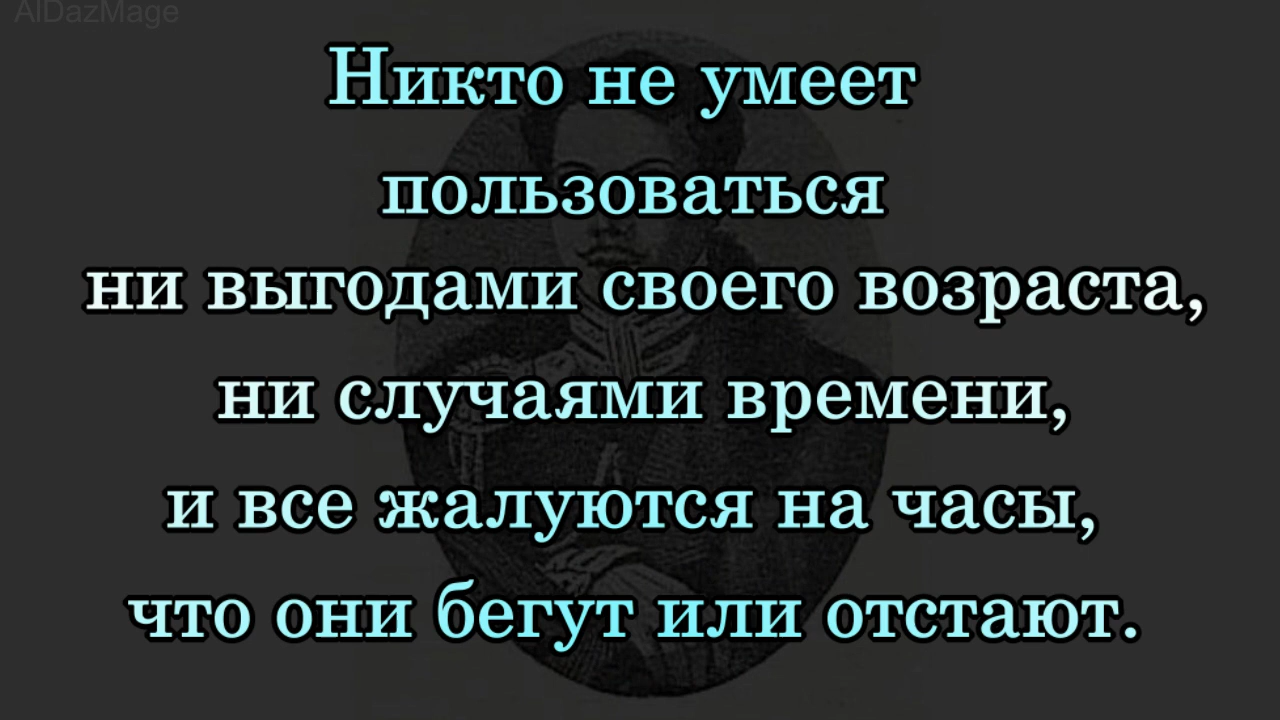 AlDazMage
Никто не умеет
пользоваться
ни выгодами своего возраста,
ни случаями времени,
и все жалуются на часы,
что они бегут или отстают.